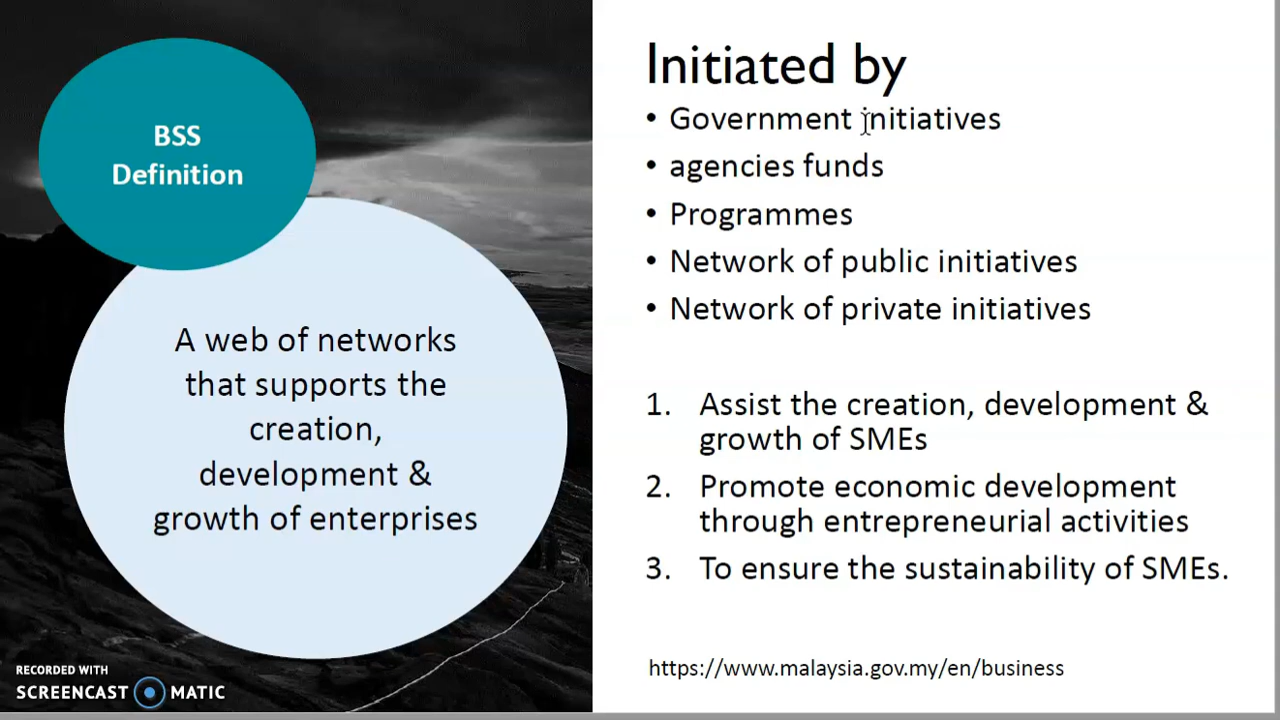 BSS
Definition
A web of networks
that supports the
creation,
development &
growth of enterprises
Initiated by
• Government initiatives
• agencies funds
• Programmes
• Network of public initiatives
• Network of private initiatives
1. Assist the creation, development &
growth of SMEs
2. Promote economic development
through entrepreneurial activities
3. To ensure the sustainability of SMEs.
https://www.malaysia.gov.my/en/business
RECORDED WITH
SCREENCAST MATIC